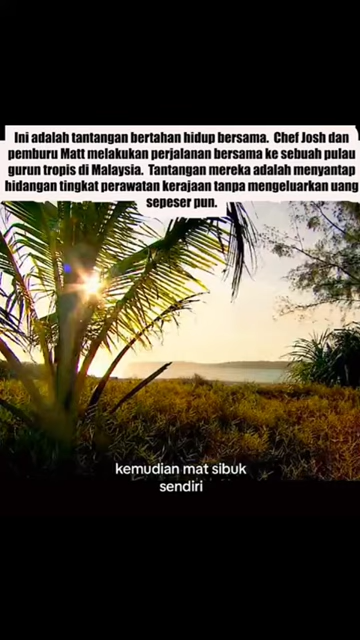 Ini adalah tantangan bertahan hidup bersama. Chef Josh dan
pemburu Matt melakukan perjalanan bersama ke sebuah pulau
gurun tropis di Malaysia. Tantangan mereka adalah menyantap
hidangan tingkat perawatan kerajaan tanpa mengeluarkan uang
sepeser pun.
kemudian mat sibuk
sendiri